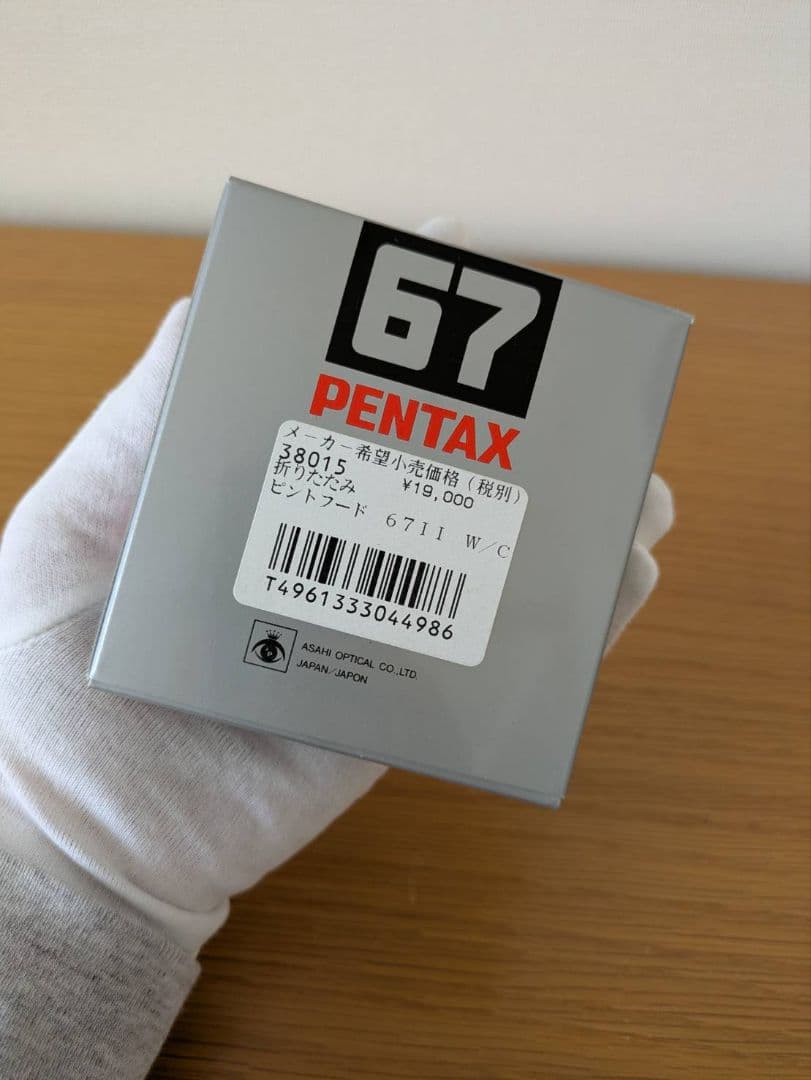 67
PENTAX
メーカー希望小売価格（税別）
38015 ¥19,000
折りたたみ
ピントフード 67II W/C
T4961333044986
ASAHI OPTICAL CO.,LTD.
JAPAN/JAPON